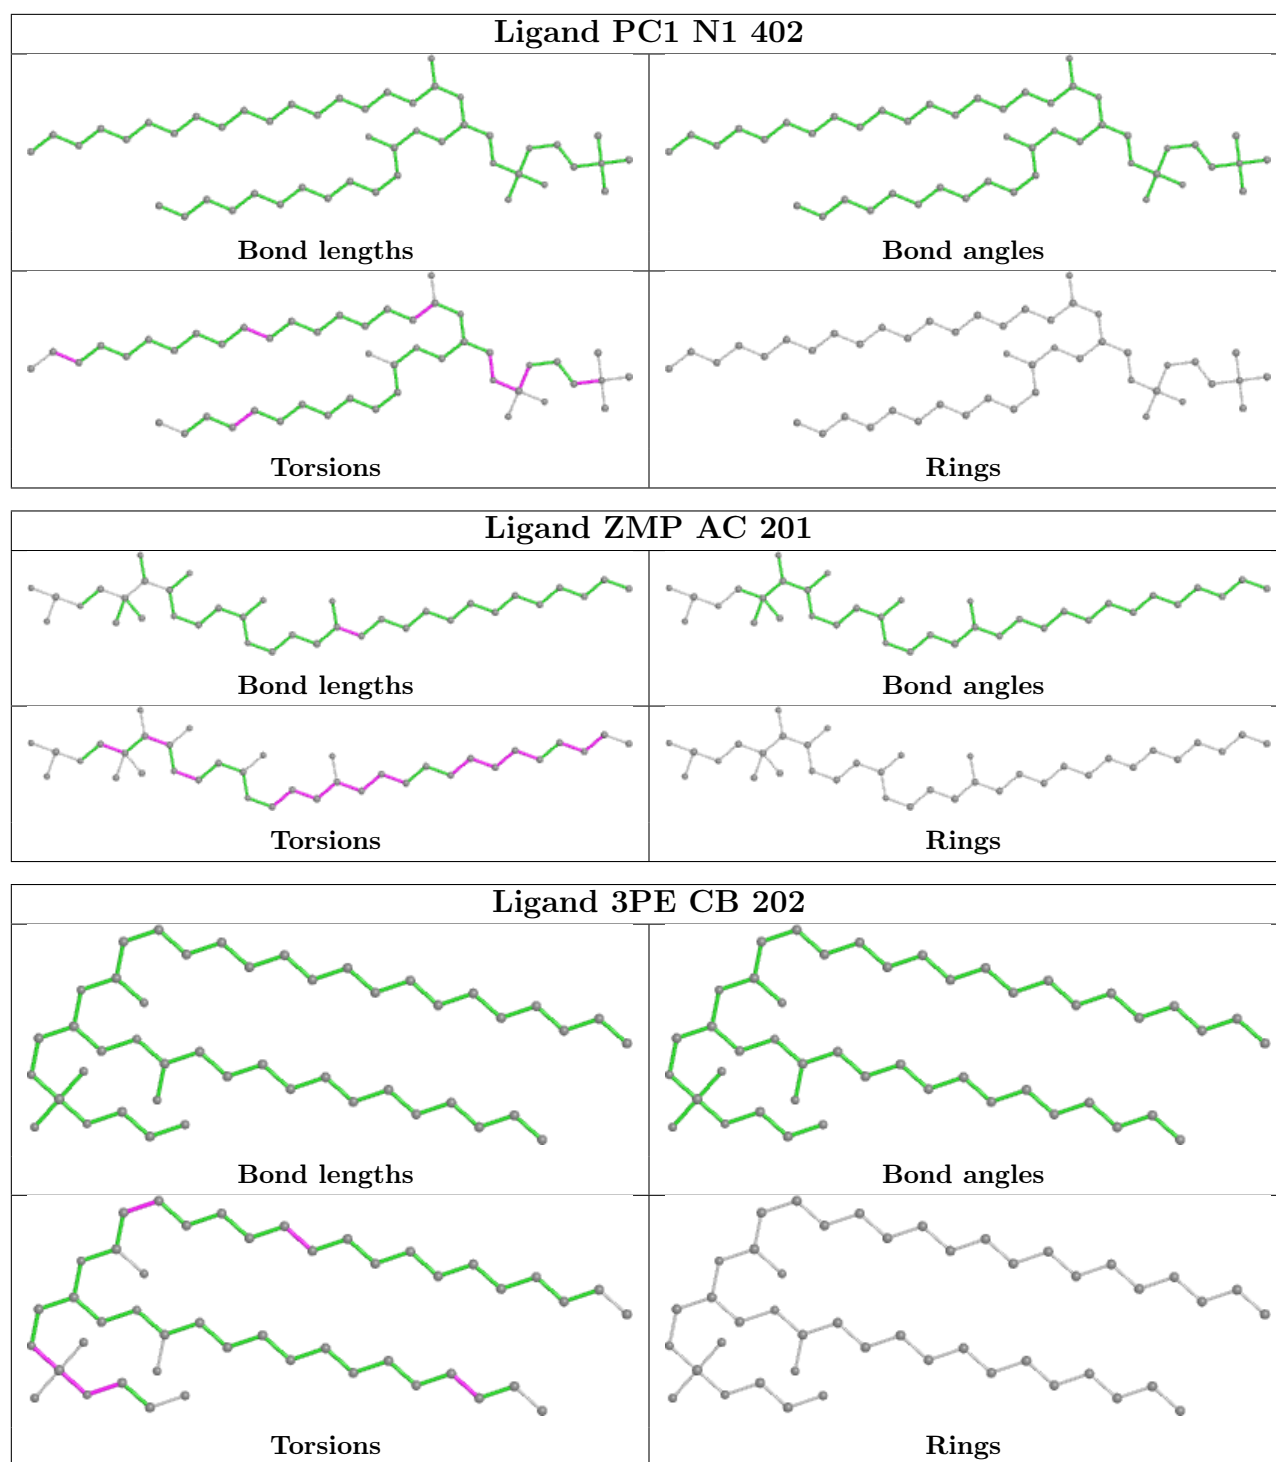 Ligand PC1 N1 402
Bond lengths
Bond angles
Torsions
Rings
Ligand ZMP AC 201
Bond lengths
Bond angles
Torsions
Rings
Ligand 3PE CB 202
Bond lengths
Bond angles
Torsions
Rings